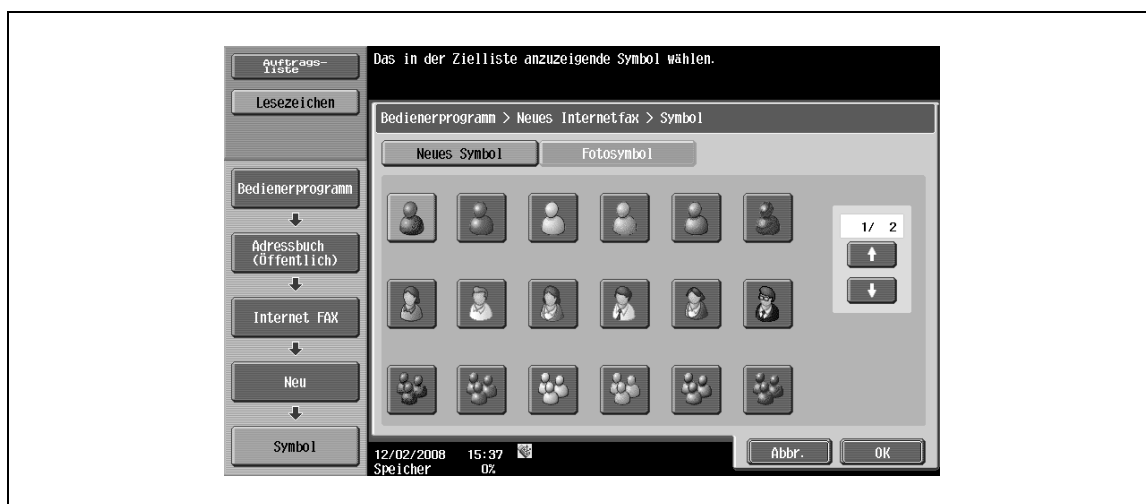 Auftrags-
liste
Lesezeichen
Das in der Zielliste anzuzeigende Symbol wählen.
Bedienerprogramm > Neues Internetfax > Symbol
Neues Symbol
Fotosymbol
Bedienerprogramm
Adressbuch
(Öffentlich)
Internet FAX
Neu
Symbol
1/ 2
12/02/2008 15:37
Speicher 0%
Abbr.
OK